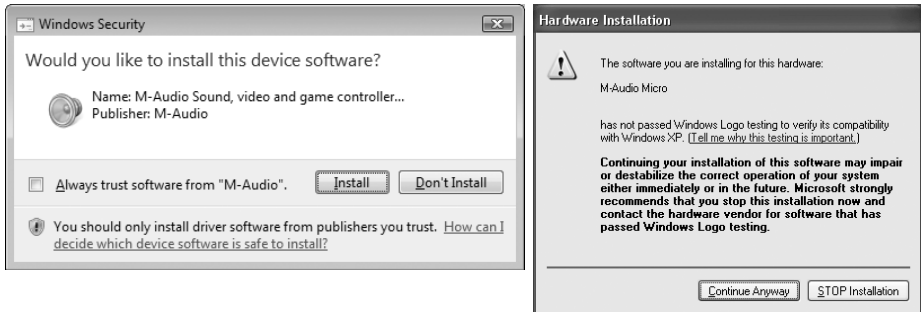 Windows Security
Would you like to install this device software?
Name: M-Audio Sound, video and game controller...
Publisher: M-Audio
Always trust software from "M-Audio".
Install
Don't Install
You should only install driver software from publishers you trust. How can I
decide which device software is safe to install?
Hardware Installation
The software you are installing for this hardware:
M-Audio Micro
has not passed Windows Logo testing to verify its compatibility
with Windows XP. (Tell me why this testing is important.)
Continuing your installation of this software may impair
or destabilize the correct operation of your system
either immediately or in the future. Microsoft strongly
recommends that you stop this installation now and
contact the hardware vendor for software that has
passed Windows Logo testing.
Continue Anyway
STOP Installation